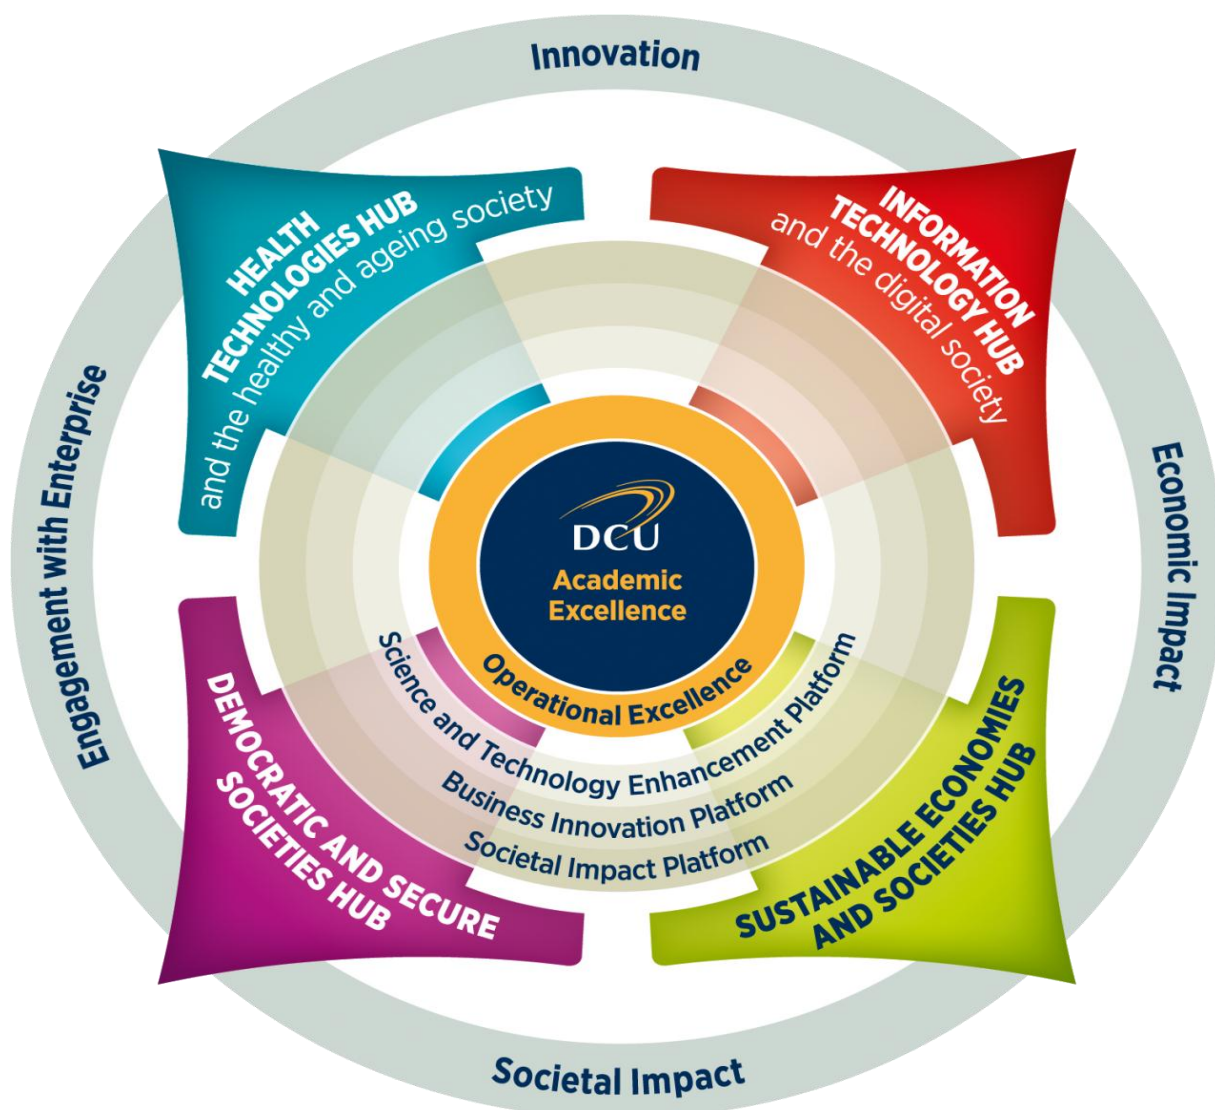 Innovation
HEALTH
TECHNOLOGIES HUB
and the healthy and ageing society
INFORMATION
TECHNOLOGY HUB
and the digital society
Engagement with Enterprise
Economic Impact
DCU
Academic
Excellence
Operational Excellence
Science and Technology Enhancement Platform
Business Innovation Platform
Societal Impact Platform
DEMOCRATIC AND SECURE
SOCIETIES HUB
SUSTAINABLE ECONOMIES
AND SOCIETIES HUB
Societal Impact